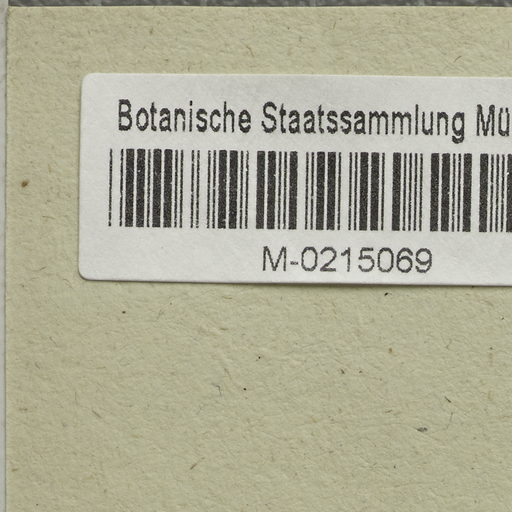 Botanische Staatssammlung Mü
M-0215069